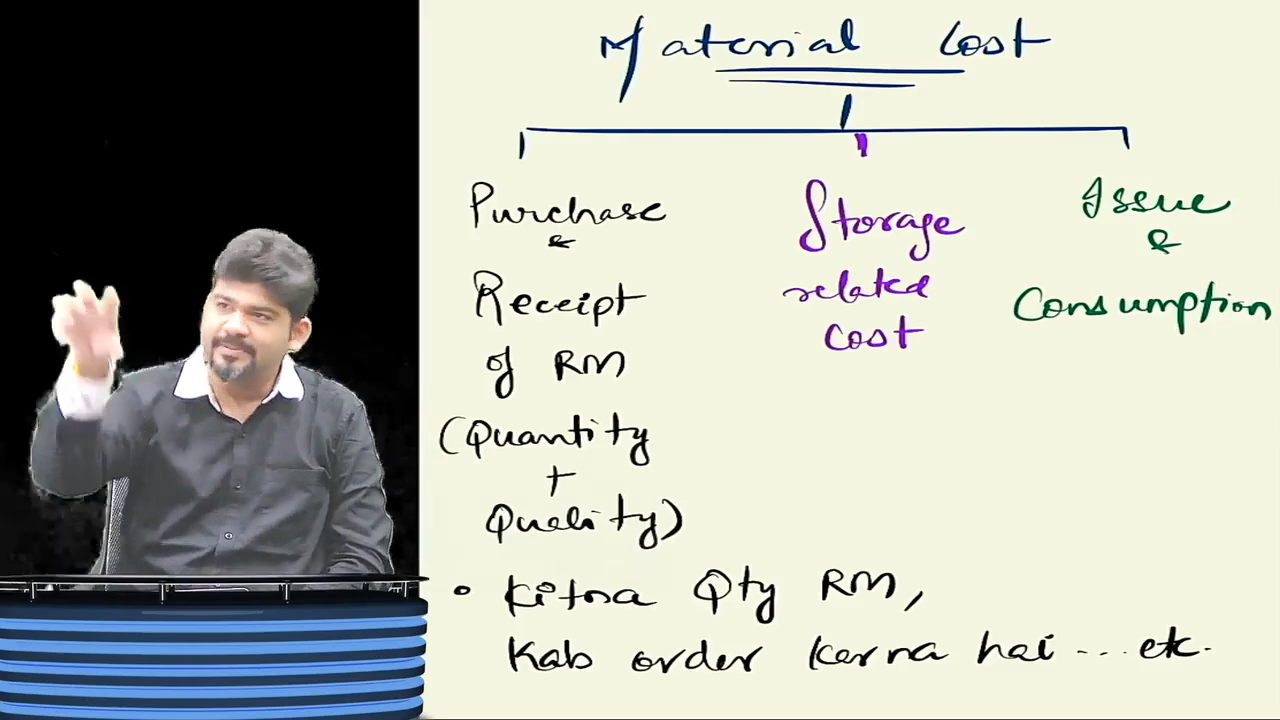 Material Cost
Purchase
&
Receipt
of RM
(Quantity
+
Quality)
Storage
related
cost
Issue
&
Consumption
• Kitna Qty RM,
Kab order karna hai ... etc.